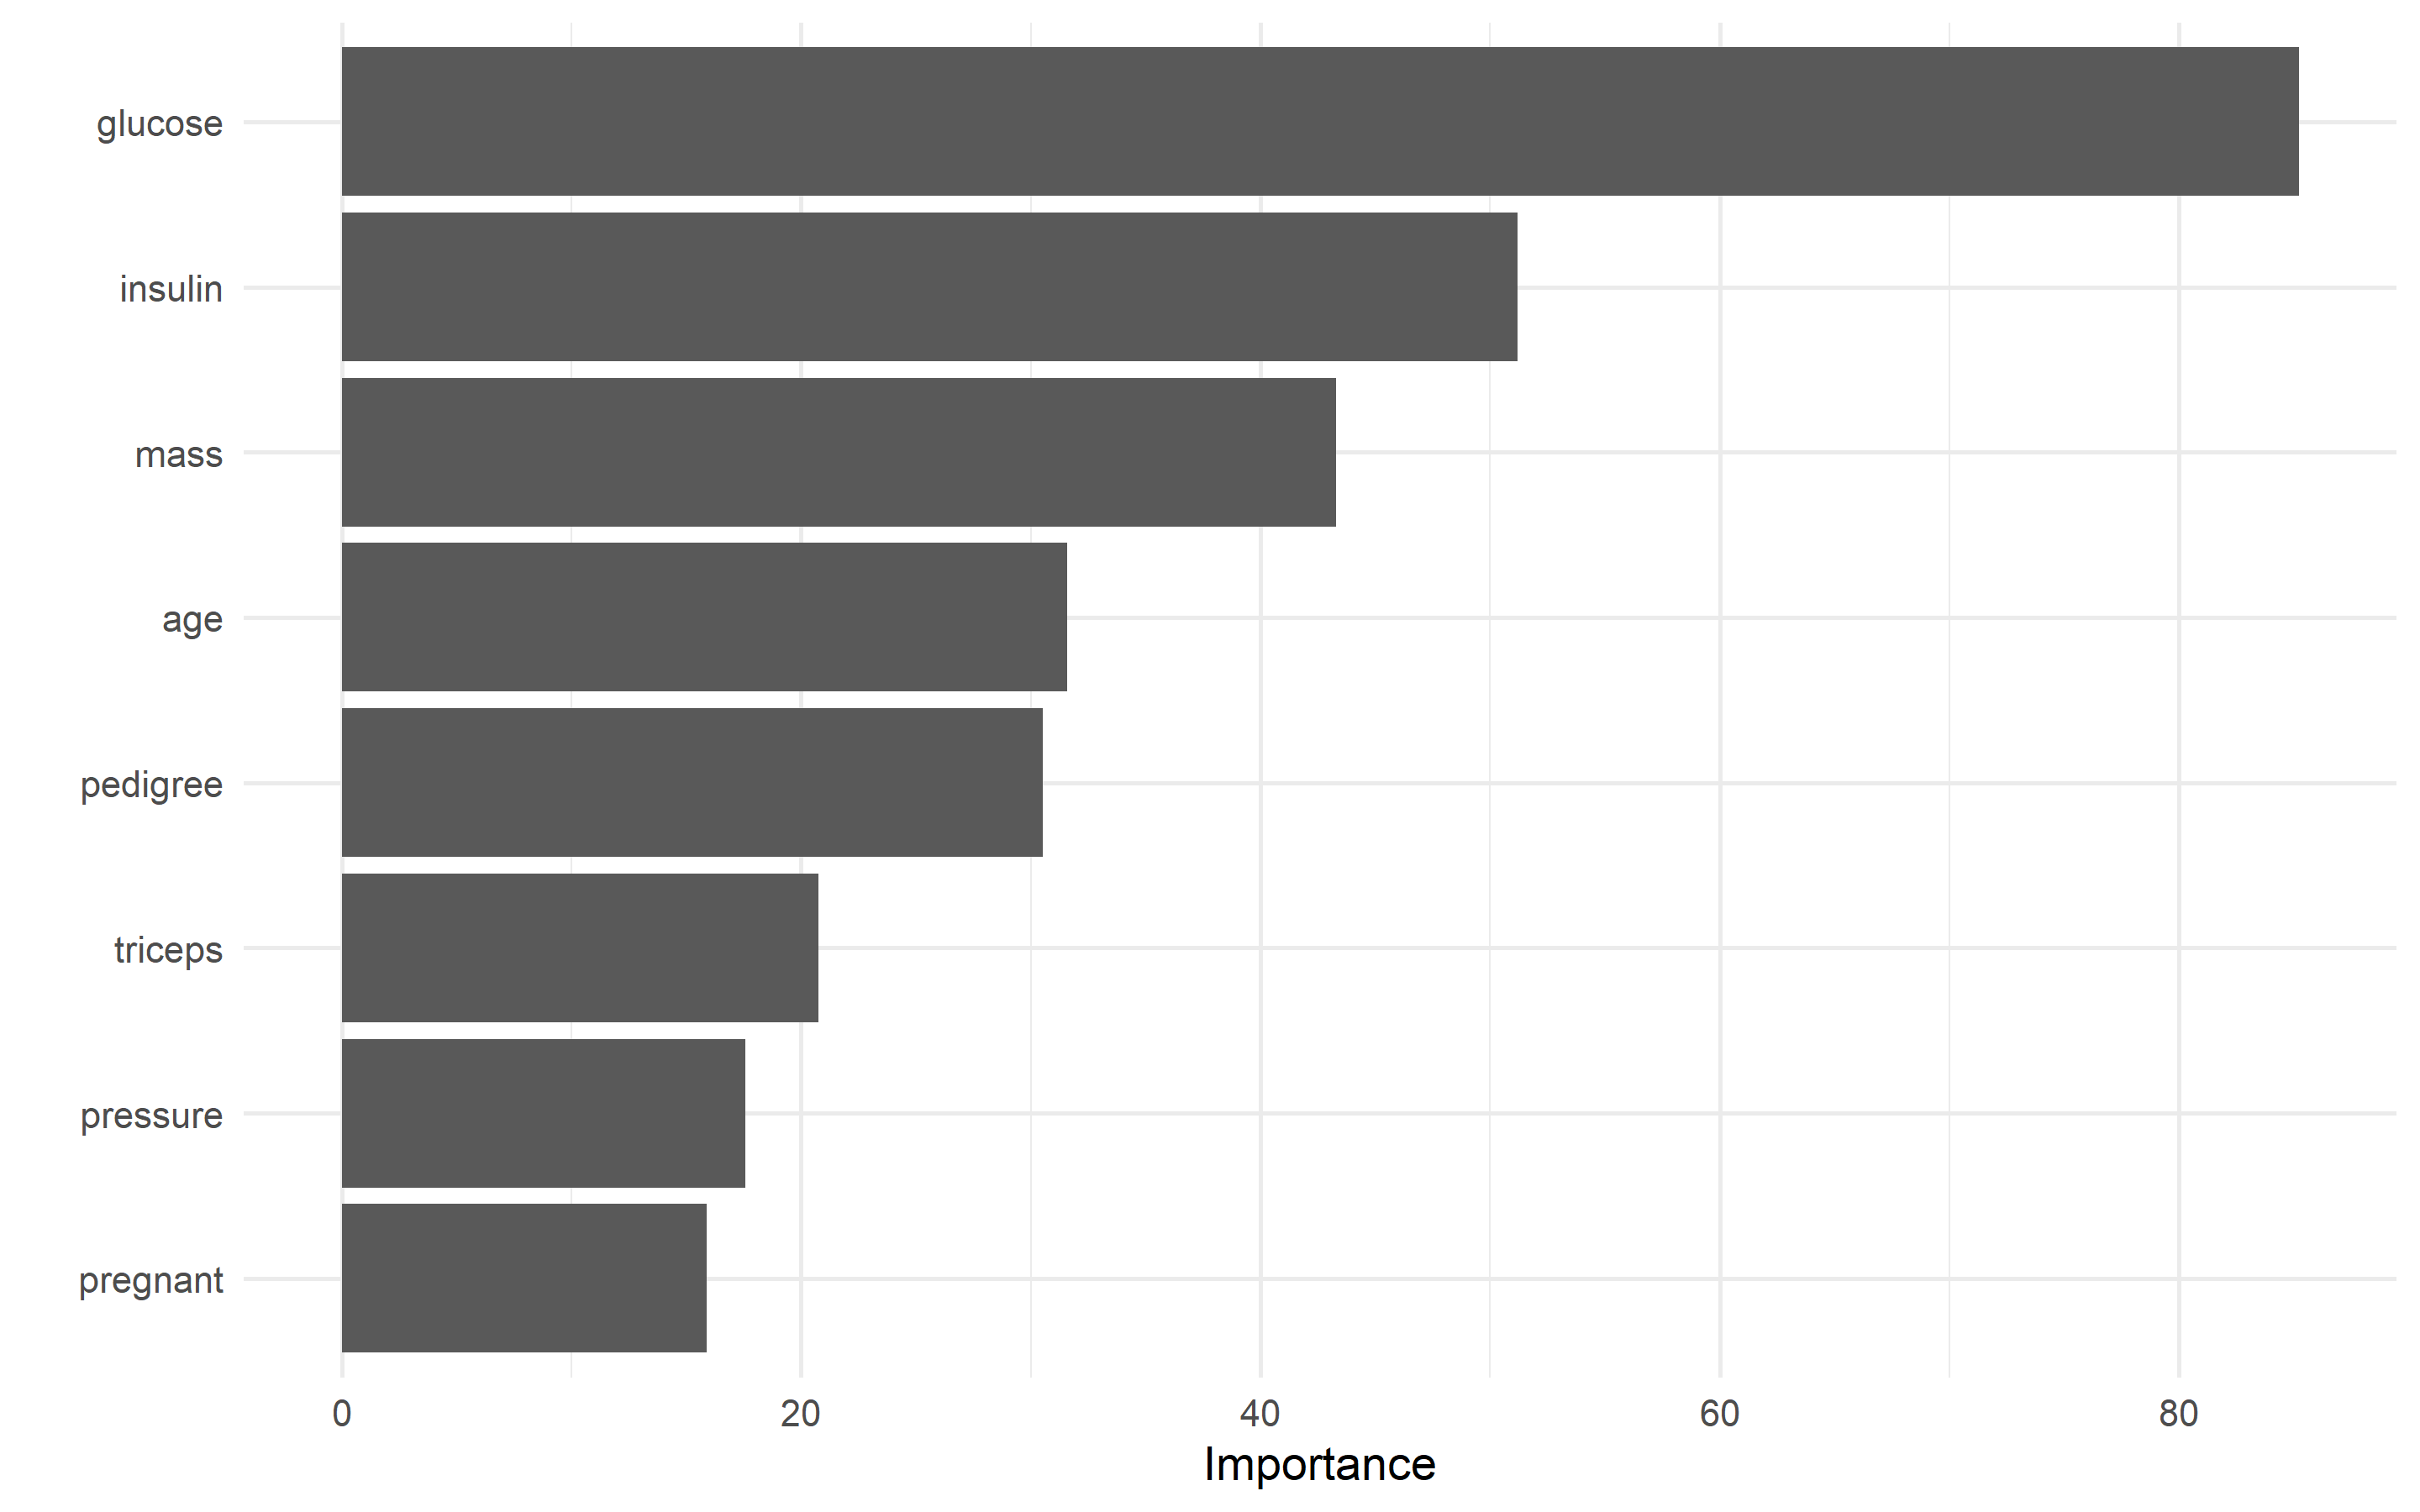 glucose
insulin
mass
age
pedigree
triceps
pressure
pregnant
0 20 40 60 80
Importance